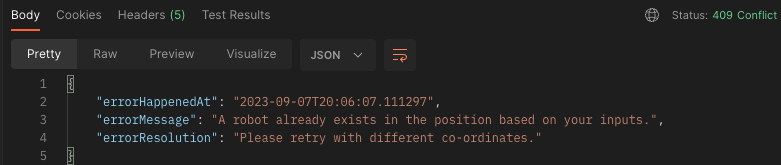 Body Cookies Headers (5) Test Results Status: 409 Conflict
Pretty Raw Preview Visualize JSON
1 {
2 "errorHappenedAt": "2023-09-07T20:06:07.111297",
3 "errorMessage": "A robot already exists in the position based on your inputs.",
4 "errorResolution": "Please retry with different co-ordinates."
5 }